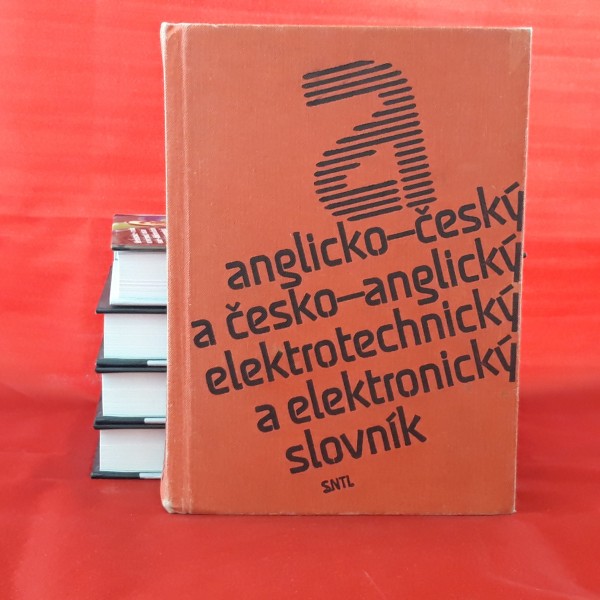 a
anglicko–český
a česko–anglický
elektrotechnický
a elektronický
slovník
SNTL